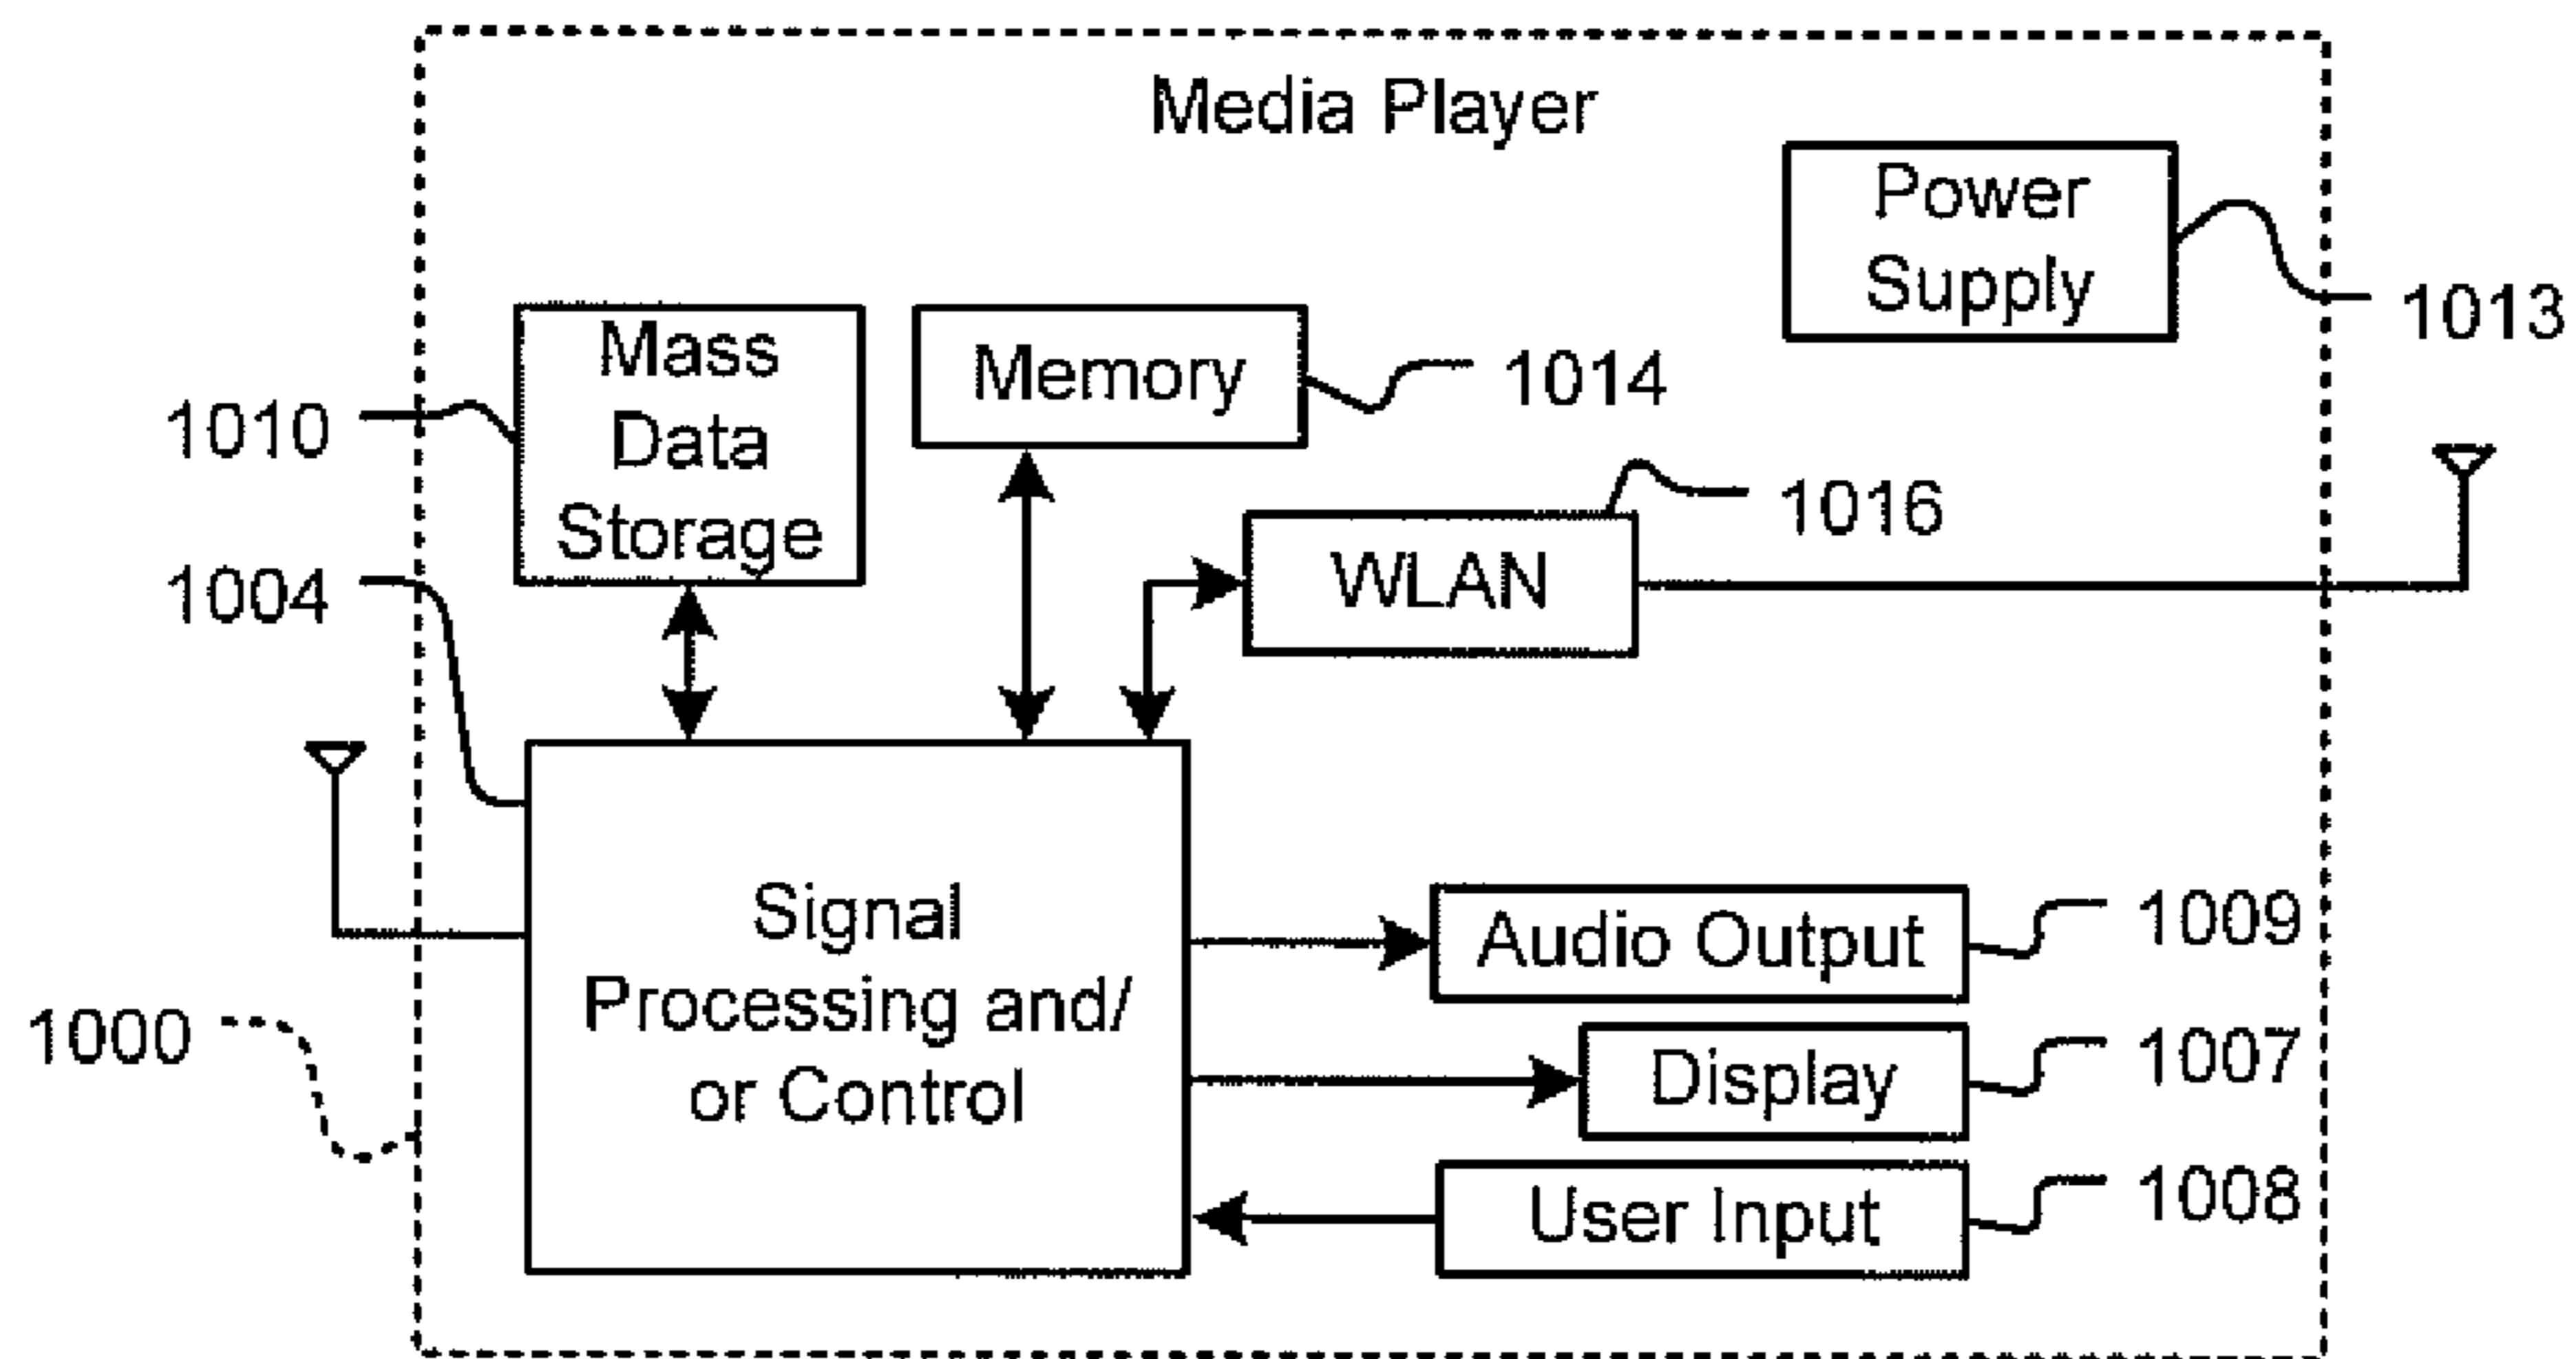 Media Player
Power
Supply
1013
Mass
Data
Storage
1010
Memory
1014
1016
WLAN
1004
Signal
Processing and/
or Control
1000
Audio Output
1009
Display
1007
User Input
1008